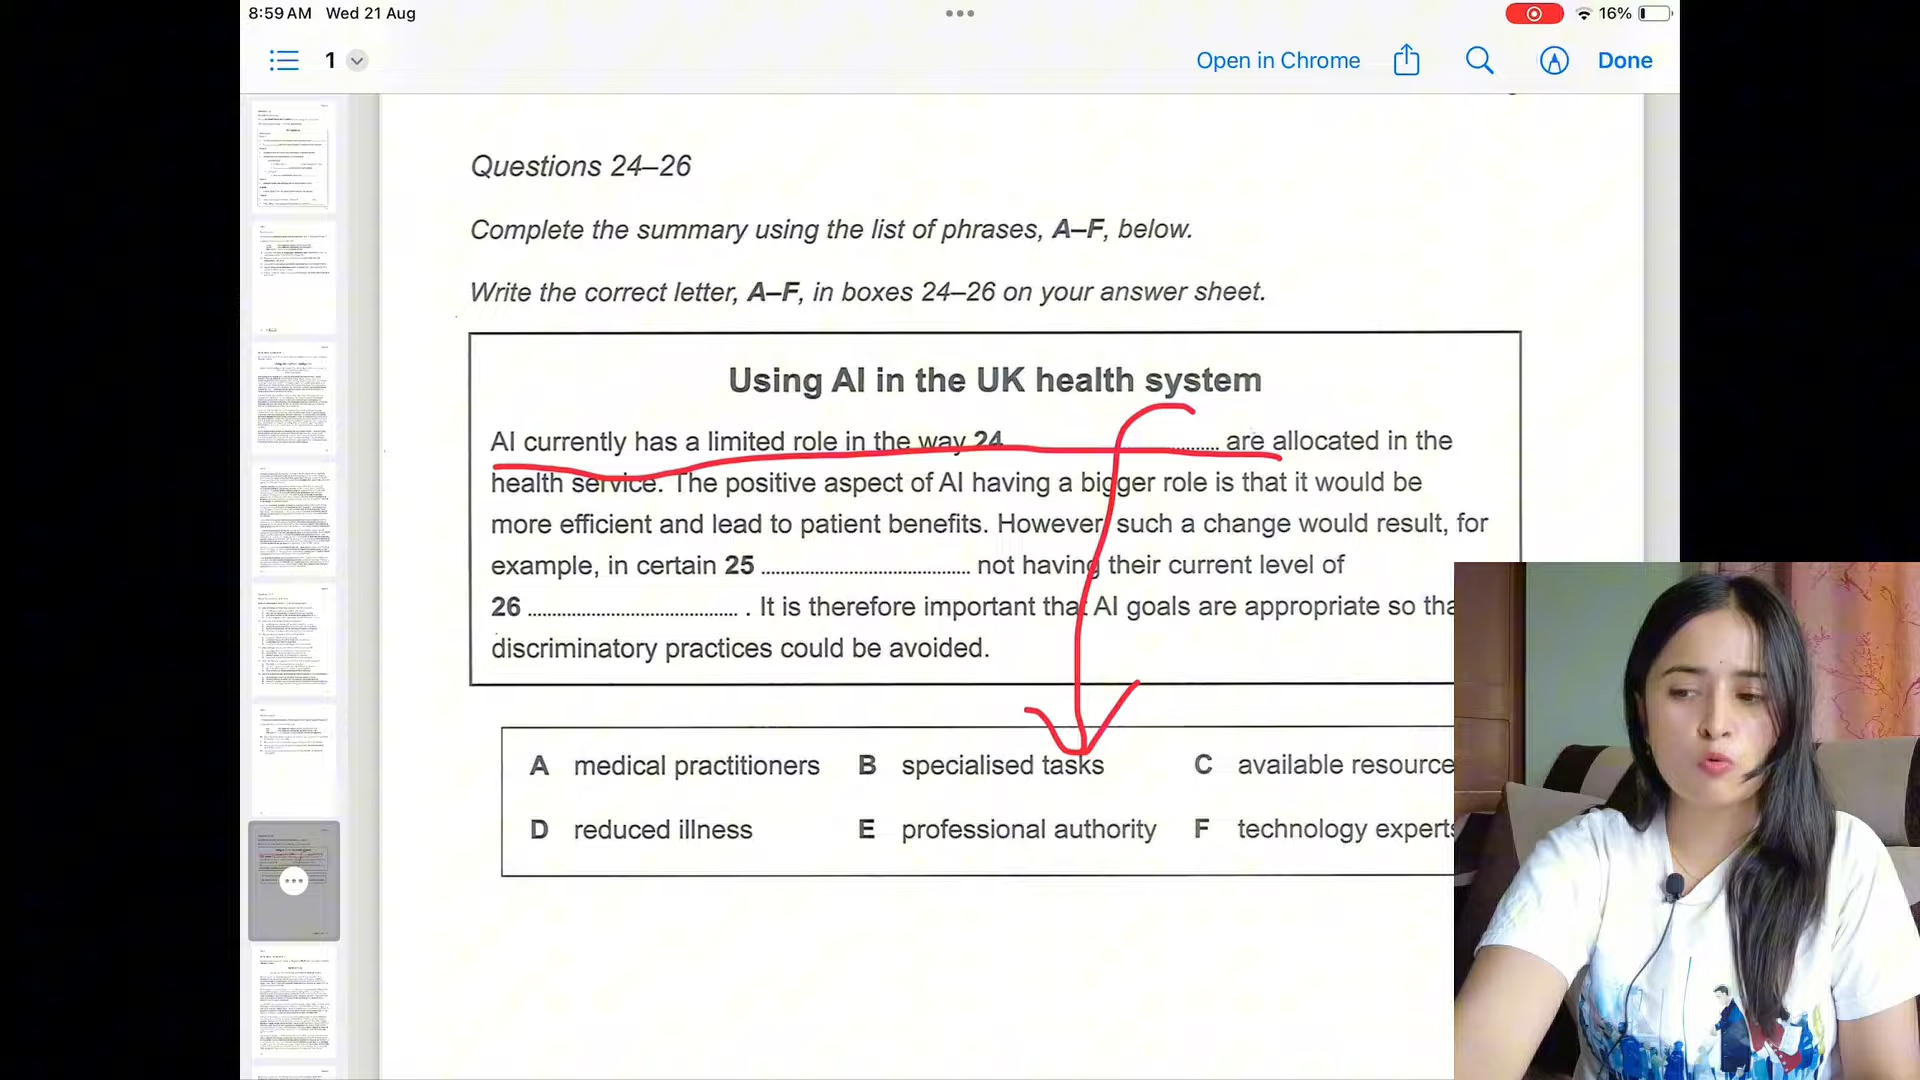 8:59 AM Wed 21 Aug
16%
1
Open in Chrome
Done
Questions 24–26
Complete the summary using the list of phrases, A–F, below.
Write the correct letter, A–F, in boxes 24–26 on your answer sheet.
Using AI in the UK health system
AI currently has a limited role in the way 24 .................... are allocated in the
health service. The positive aspect of AI having a bigger role is that it would be
more efficient and lead to patient benefits. However, such a change would result, for
example, in certain 25 .................... not having their current level of
26 .................... . It is therefore important that AI goals are appropriate so tha
discriminatory practices could be avoided.
A medical practitioners B specialised tasks C available resource
D reduced illness E professional authority F technology experts